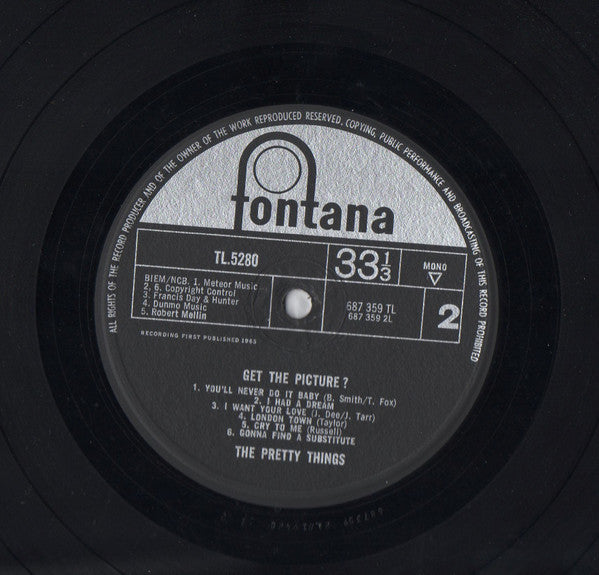 ALL RIGHTS OF THE RECORD PRODUCER AND OF THE OWNER OF THE WORK REPRODUCED RESERVED. COPYING, PUBLIC PERFORMANCE AND BROADCASTING OF THIS RECORD PROHIBITED
fontana
TL.5280
33 1/3
MONO
BIEM/NCB. 1. Meteor Music
2, 6. Copyright Control
3. Francis Day & Hunter
4. Dunmo Music
5. Robert Mellin
687 359 TL
687 359 2L
2
RECORDING FIRST PUBLISHED 1965
GET THE PICTURE?
1. YOU'LL NEVER DO IT BABY (B. Smith/T. Fox)
2. I HAD A DREAM
3. I WANT YOUR LOVE (J. Dee/J. Tarr)
4. LONDON TOWN (Taylor)
5. CRY TO ME (Russell)
6. GONNA FIND A SUBSTITUTE
THE PRETTY THINGS